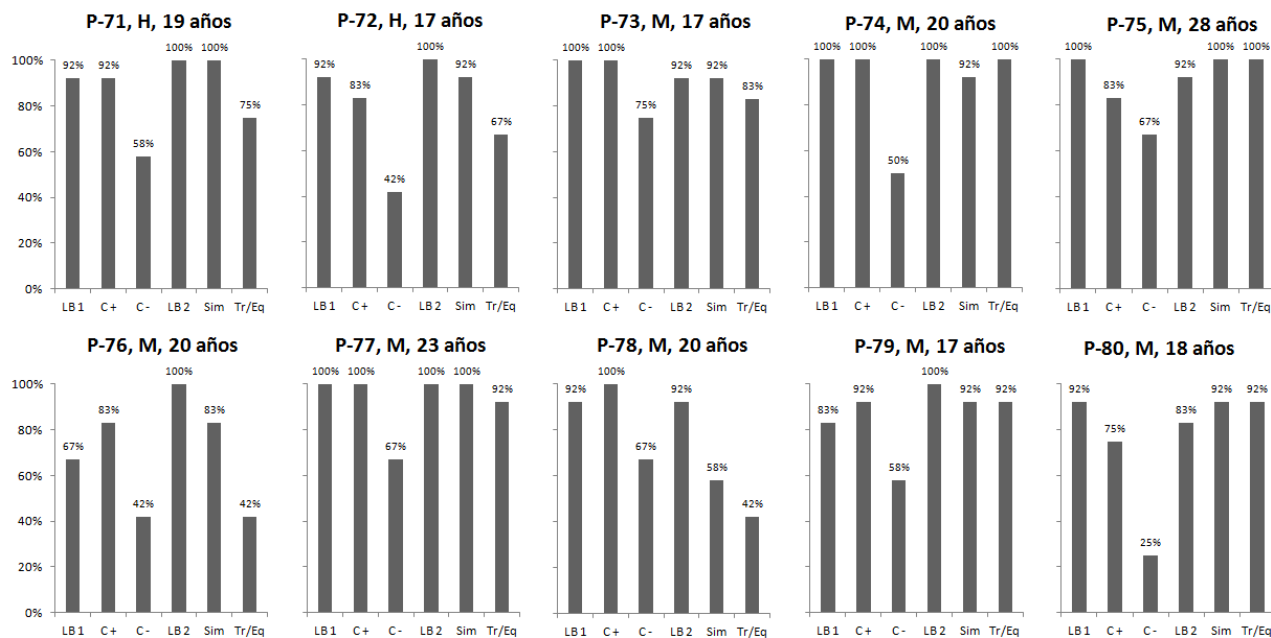 P-71, H, 19 años
P-72, H, 17 años
P-73, M, 17 años
P-74, M, 20 años
P-75, M, 28 años
100% 80% 60% 40% 20% 0%
92% 92% 58% 100% 100% 75%
LB 1 C + C - LB 2 Sim Tr/Eq
92% 83% 42% 100% 92% 67%
LB 1 C + C - LB 2 Sim Tr/Eq
100% 100% 75% 92% 92% 83%
LB 1 C + C - LB 2 Sim Tr/Eq
100% 100% 50% 100% 92% 100%
LB 1 C + C - LB 2 Sim Tr/Eq
100% 83% 67% 92% 100% 100%
LB 1 C + C - LB 2 Sim Tr/Eq
P-76, M, 20 años
P-77, M, 23 años
P-78, M, 20 años
P-79, M, 17 años
P-80, M, 18 años
100% 80% 60% 40% 20% 0%
67% 83% 42% 100% 83% 42%
LB 1 C + C - LB 2 Sim Tr/Eq
100% 100% 67% 100% 100% 92%
LB 1 C + C - LB 2 Sim Tr/Eq
92% 100% 67% 92% 58% 42%
LB 1 C + C - LB 2 Sim Tr/Eq
83% 92% 58% 100% 92% 92%
LB 1 C + C - LB 2 Sim Tr/Eq
92% 75% 25% 83% 92% 92%
LB 1 C + C - LB 2 Sim Tr/Eq